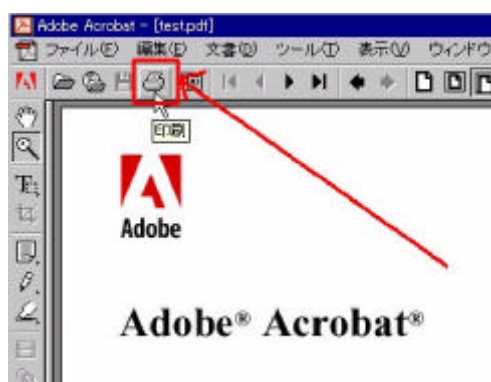 Adobe Acrobat - [test.pdf]
ファイル(F) 編集(E) 文書(D) ツール(T) 表示(V) ウィンドウ
印刷
Adobe
Adobe® Acrobat®